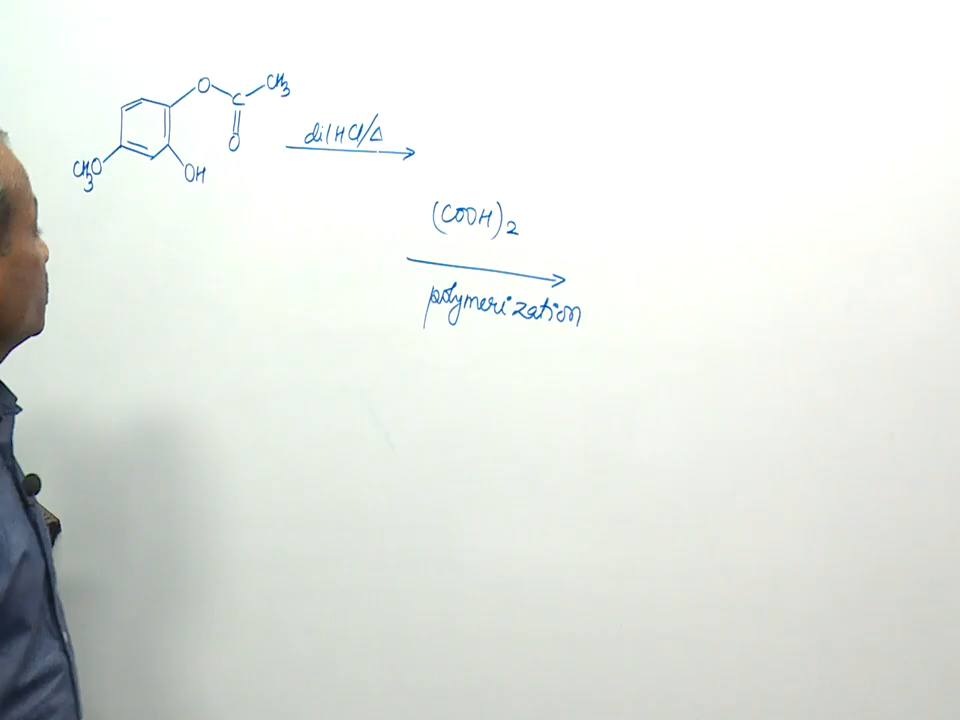 O
C
CH3
O
CH3O
OH
dil HCl/Δ
(COOH)2
polymerization